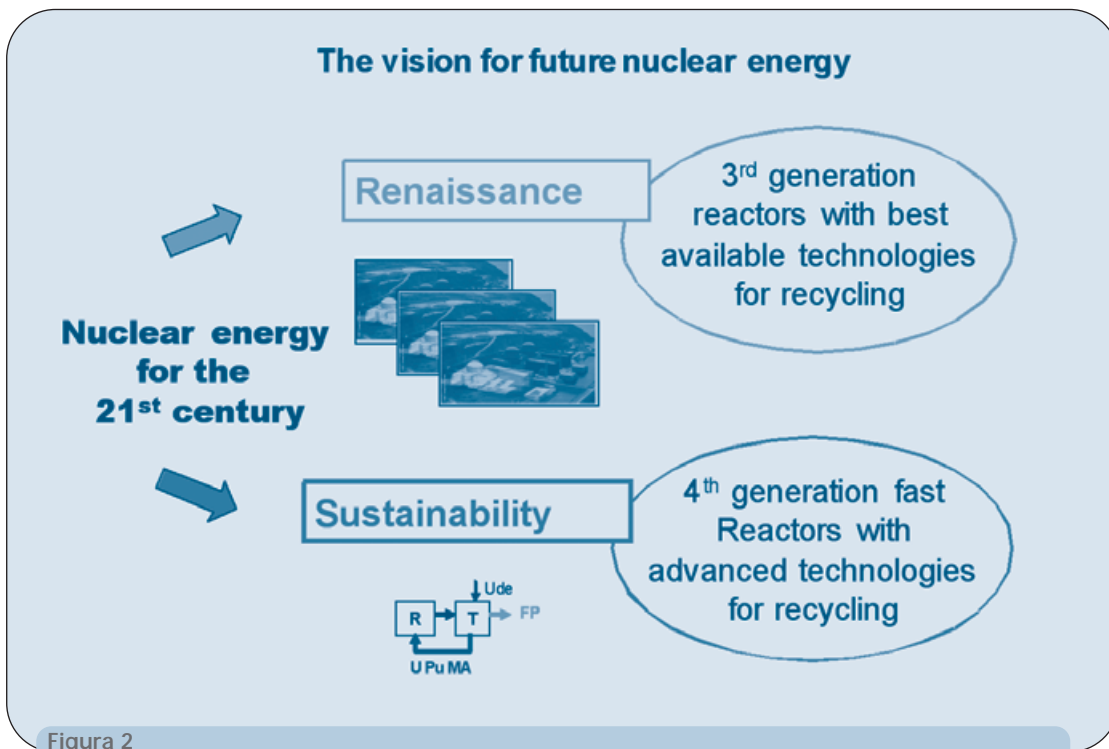 The vision for future nuclear energy
Renaissance
3rd generation
reactors with best
available technologies
for recycling
Nuclear energy
for the
21st century
Sustainability
4th generation fast
Reactors with
advanced technologies
for recycling
Ude
R
T
FP
U Pu MA
Figura 2